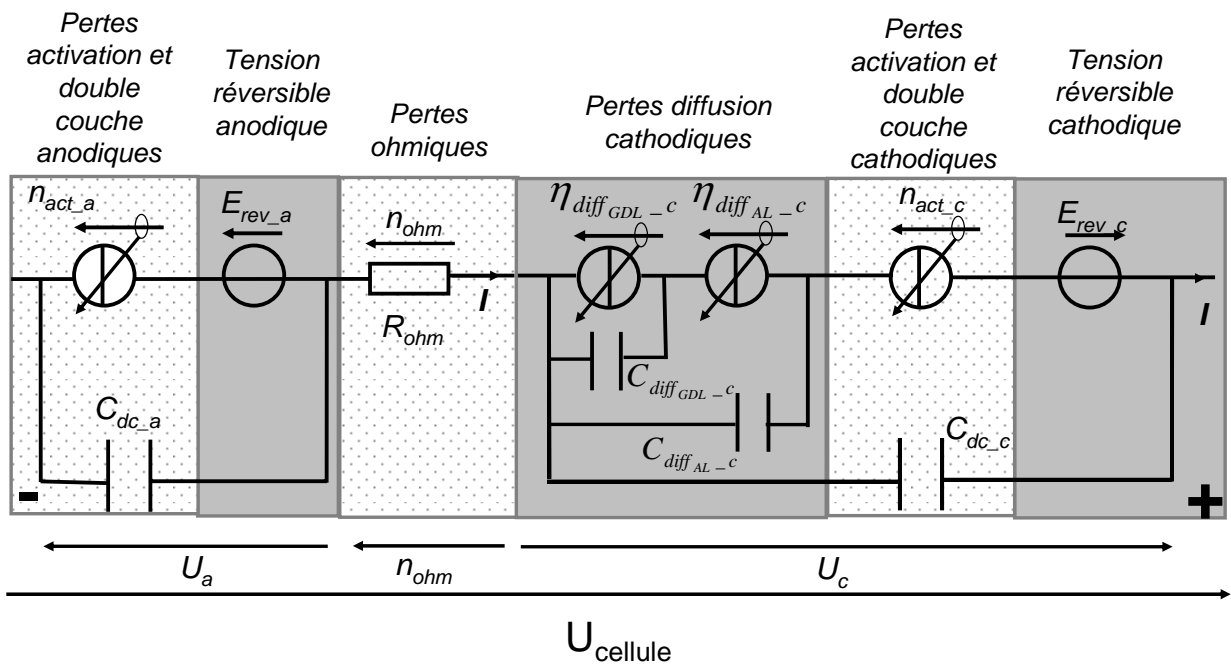 Pertes
activation et
double
couche
anodiques
Tension
réversible
anodique
Pertes
ohmiques
Pertes diffusion
cathodiques
Pertes
activation et
double
couche
cathodiques
Tension
réversible
cathodique
n_act_a
E_rev_a
n_ohm
η_diff_GDL_c
η_diff_AL_c
n_act_c
E_rev_c
I
I
R_ohm
C_diff_GDL_c
C_dc_a
C_diff_AL_c
C_dc_c
-
+
U_a
n_ohm
U_c
U_cellule